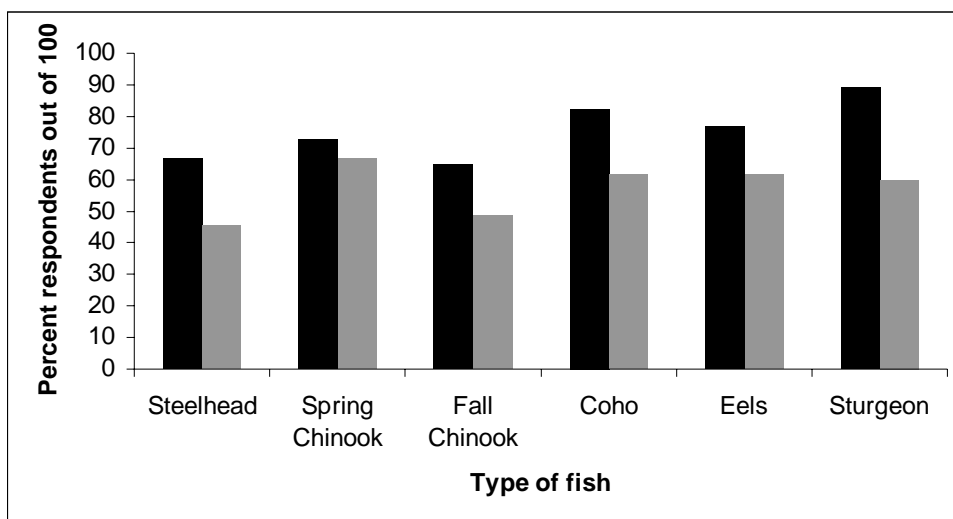 Percent respondents out of 100
100
90
80
70
60
50
40
30
20
10
0
Steelhead
Spring
Chinook
Fall
Chinook
Coho
Eels
Sturgeon
Type of fish